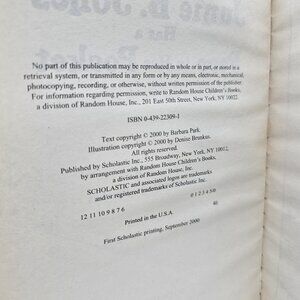 No part of this publication may be reproduced in whole or in part, or stored in a
retrieval system, or transmitted in any form or by any means, electronic, mechanical,
photocopying, recording, or otherwise, without written permission of the publisher.
For information regarding permission, write to Random House Children's Books,
a division of Random House, Inc., 201 East 50th Street, New York, NY 10022.
ISBN 0-439-22309-1
Text copyright © 2000 by Barbara Park.
Illustration copyright © 2000 by Denise Brunkus.
All rights reserved.
Published by Scholastic Inc., 555 Broadway, New York, NY 10012,
by arrangement with Random House Children's Books,
a division of Random House, Inc.
SCHOLASTIC and associated logos are trademarks
and/or registered trademarks of Scholastic Inc.
12 11 10 9 8 7 6
0 1 2 3 4 5 0
Printed in the U.S.A.
40
First Scholastic printing, September 2000